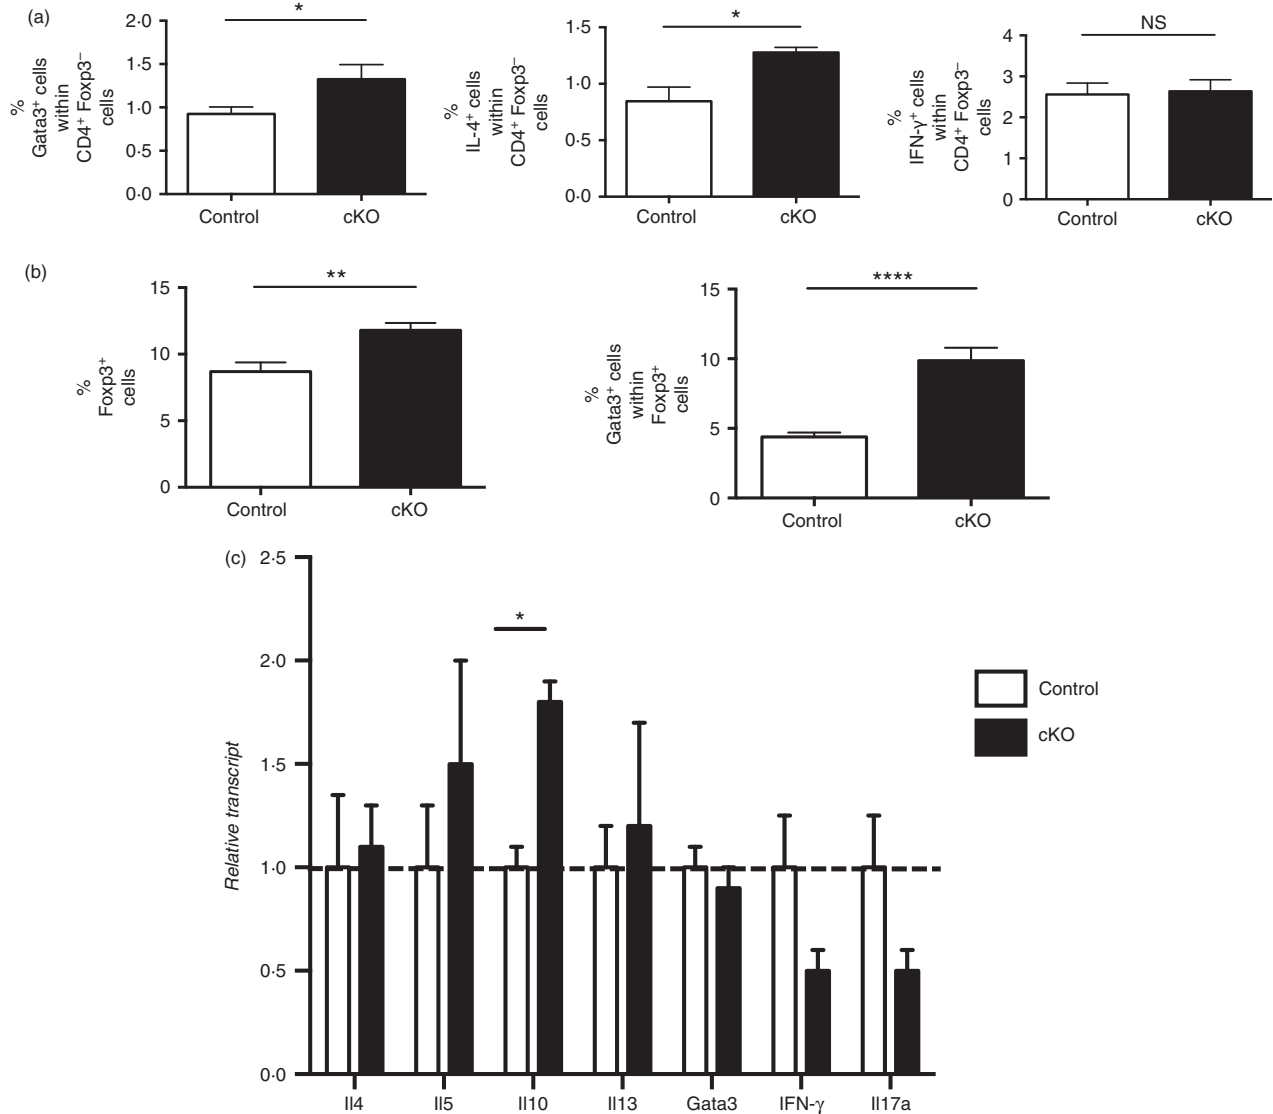 (a)
%
Gata3⁺ cells
within
CD4⁺ Foxp3⁻
cells
2·0
1·5
1·0
0·5
0·0
*
Control
cKO
%
IL-4⁺ cells
within
CD4⁺ Foxp3⁻
cells
1·5
1·0
0·5
0·0
*
Control
cKO
%
IFN-γ⁺ cells
within
CD4⁺ Foxp3⁻
cells
4
3
2
1
0
NS
Control
cKO
(b)
%
Foxp3⁺
cells
15
10
5
0
**
Control
cKO
%
Gata3⁺ cells
within
Foxp3⁺
cells
15
10
5
0
****
Control
cKO
(c)
Relative transcript
2·5
2·0
1·5
1·0
0·5
0·0
*
Il4
Il5
Il10
Il13
Gata3
IFN-γ
Il17a
Control
cKO